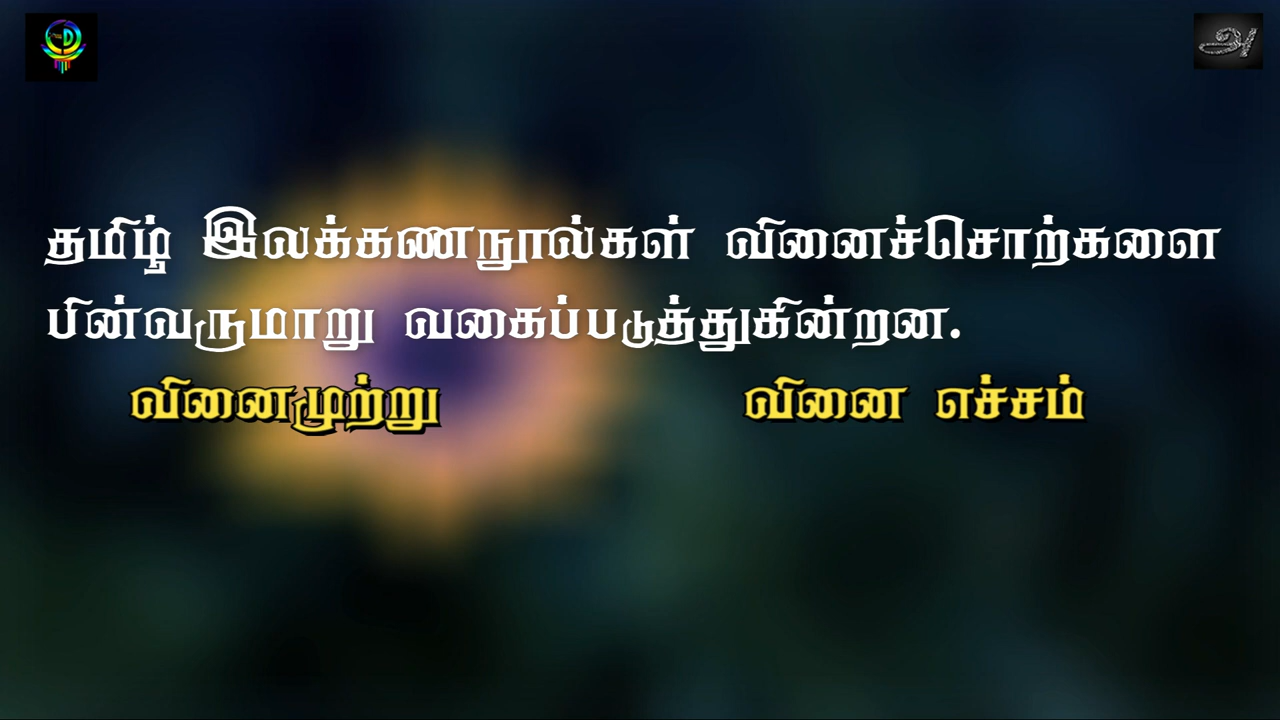 தமிழ் இலக்கணநூல்கள் வினைச்சொற்களை
பின்வருமாறு வகைப்படுத்துகின்றன.
வினைமுற்று வினை எச்சம்
அ